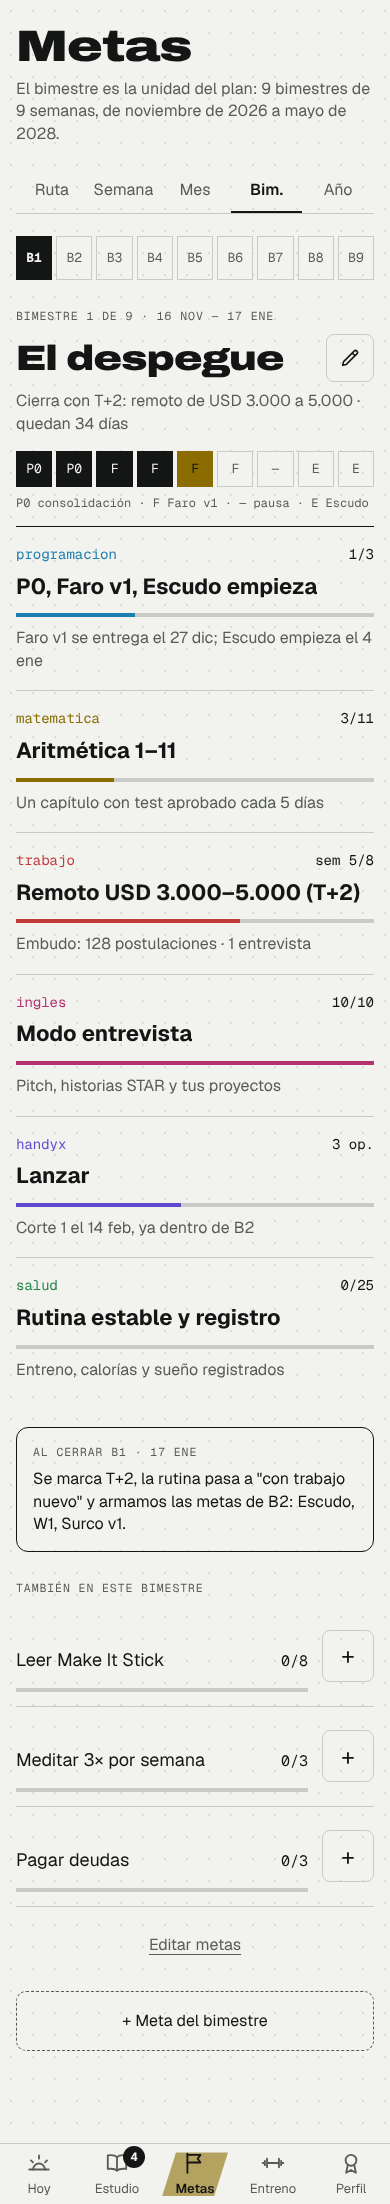 Metas
El bimestre es la unidad del plan: 9 bimestres de
9 semanas, de noviembre de 2026 a mayo de
2028.
Ruta Semana Mes Bim. Año
B1 B2 B3 B4 B5 B6 B7 B8 B9
BIMESTRE 1 DE 9 · 16 NOV — 17 ENE
El despegue
Cierra con T+2: remoto de USD 3.000 a 5.000 ·
quedan 34 días
P0 P0 F F F F — E E
P0 consolidación · F Faro v1 · — pausa · E Escudo
programacion 1/3
P0, Faro v1, Escudo empieza
Faro v1 se entrega el 27 dic; Escudo empieza el 4
ene
matematica 3/11
Aritmética 1–11
Un capítulo con test aprobado cada 5 días
trabajo sem 5/8
Remoto USD 3.000–5.000 (T+2)
Embudo: 128 postulaciones · 1 entrevista
ingles 10/10
Modo entrevista
Pitch, historias STAR y tus proyectos
handyx 3 op.
Lanzar
Corte 1 el 14 feb, ya dentro de B2
salud 0/25
Rutina estable y registro
Entreno, calorías y sueño registrados
AL CERRAR B1 · 17 ENE
Se marca T+2, la rutina pasa a "con trabajo
nuevo" y armamos las metas de B2: Escudo,
W1, Surco v1.
TAMBIÉN EN ESTE BIMESTRE
Leer Make It Stick 0/8 +
Meditar 3× por semana 0/3 +
Pagar deudas 0/3 +
Editar metas
+ Meta del bimestre
4
Hoy Estudio Metas Entreno Perfil